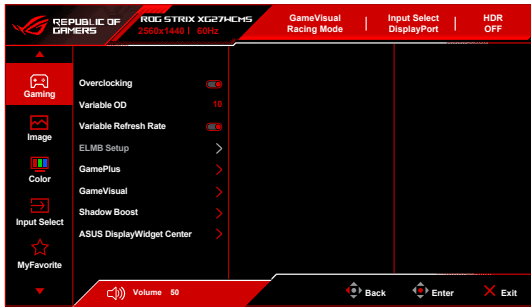 REPUBLIC OF
GAMERS
ROG STRIX XG27WCMS
2560x1440 | 60Hz
GameVisual
Racing Mode
Input Select
DisplayPort
HDR
OFF
Gaming
Image
Color
Input Select
MyFavorite
Overclocking
Variable OD 10
Variable Refresh Rate
ELMB Setup
GamePlus
GameVisual
Shadow Boost
ASUS DisplayWidget Center
Volume 50
Back
Enter
Exit